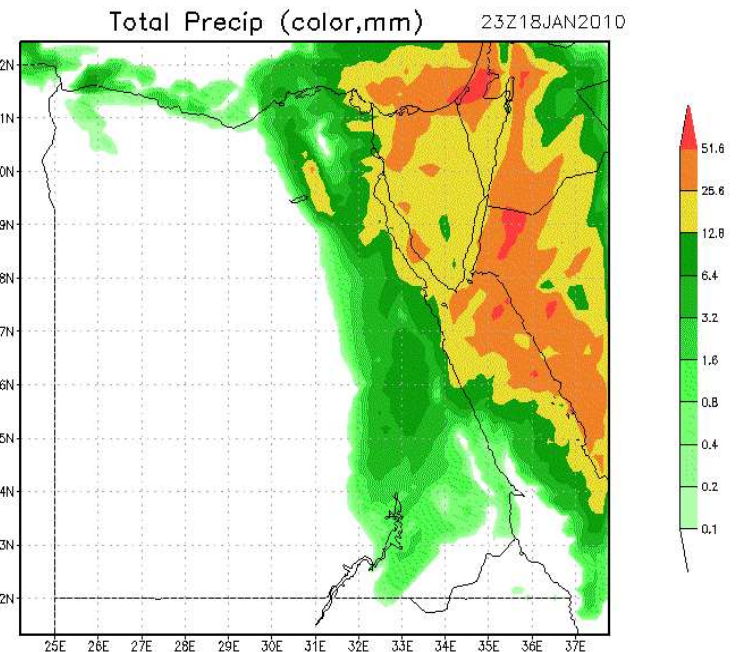 Total Precip (color,mm)
23Z18JAN2010
2N
1N
0N
9N
8N
7N
6N
5N
4N
3N
2N
25E 26E 27E 28E 29E 30E 31E 32E 33E 34E 35E 36E 37E
51.6
25.6
12.8
6.4
3.2
1.6
0.8
0.4
0.2
0.1